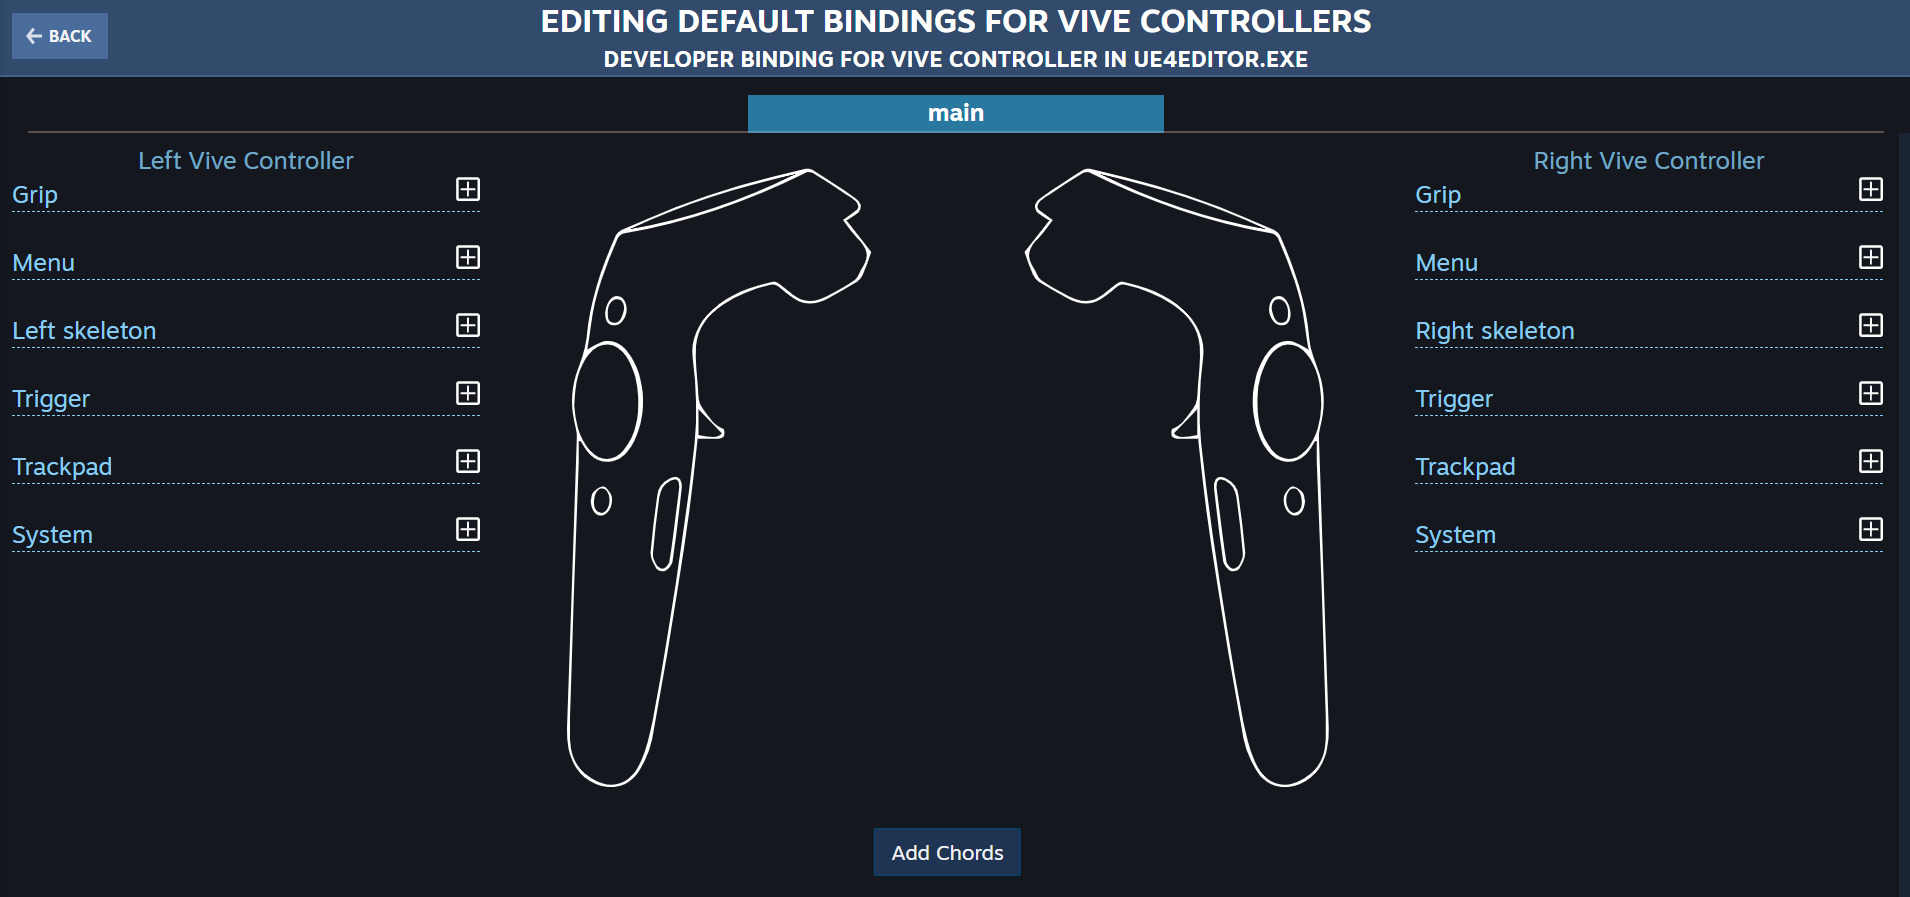 BACK
EDITING DEFAULT BINDINGS FOR VIVE CONTROLLERS
DEVELOPER BINDING FOR VIVE CONTROLLER IN UE4EDITOR.EXE
main
Left Vive Controller
Grip
Menu
Left skeleton
Trigger
Trackpad
System
Right Vive Controller
Grip
Menu
Right skeleton
Trigger
Trackpad
System
Add Chords